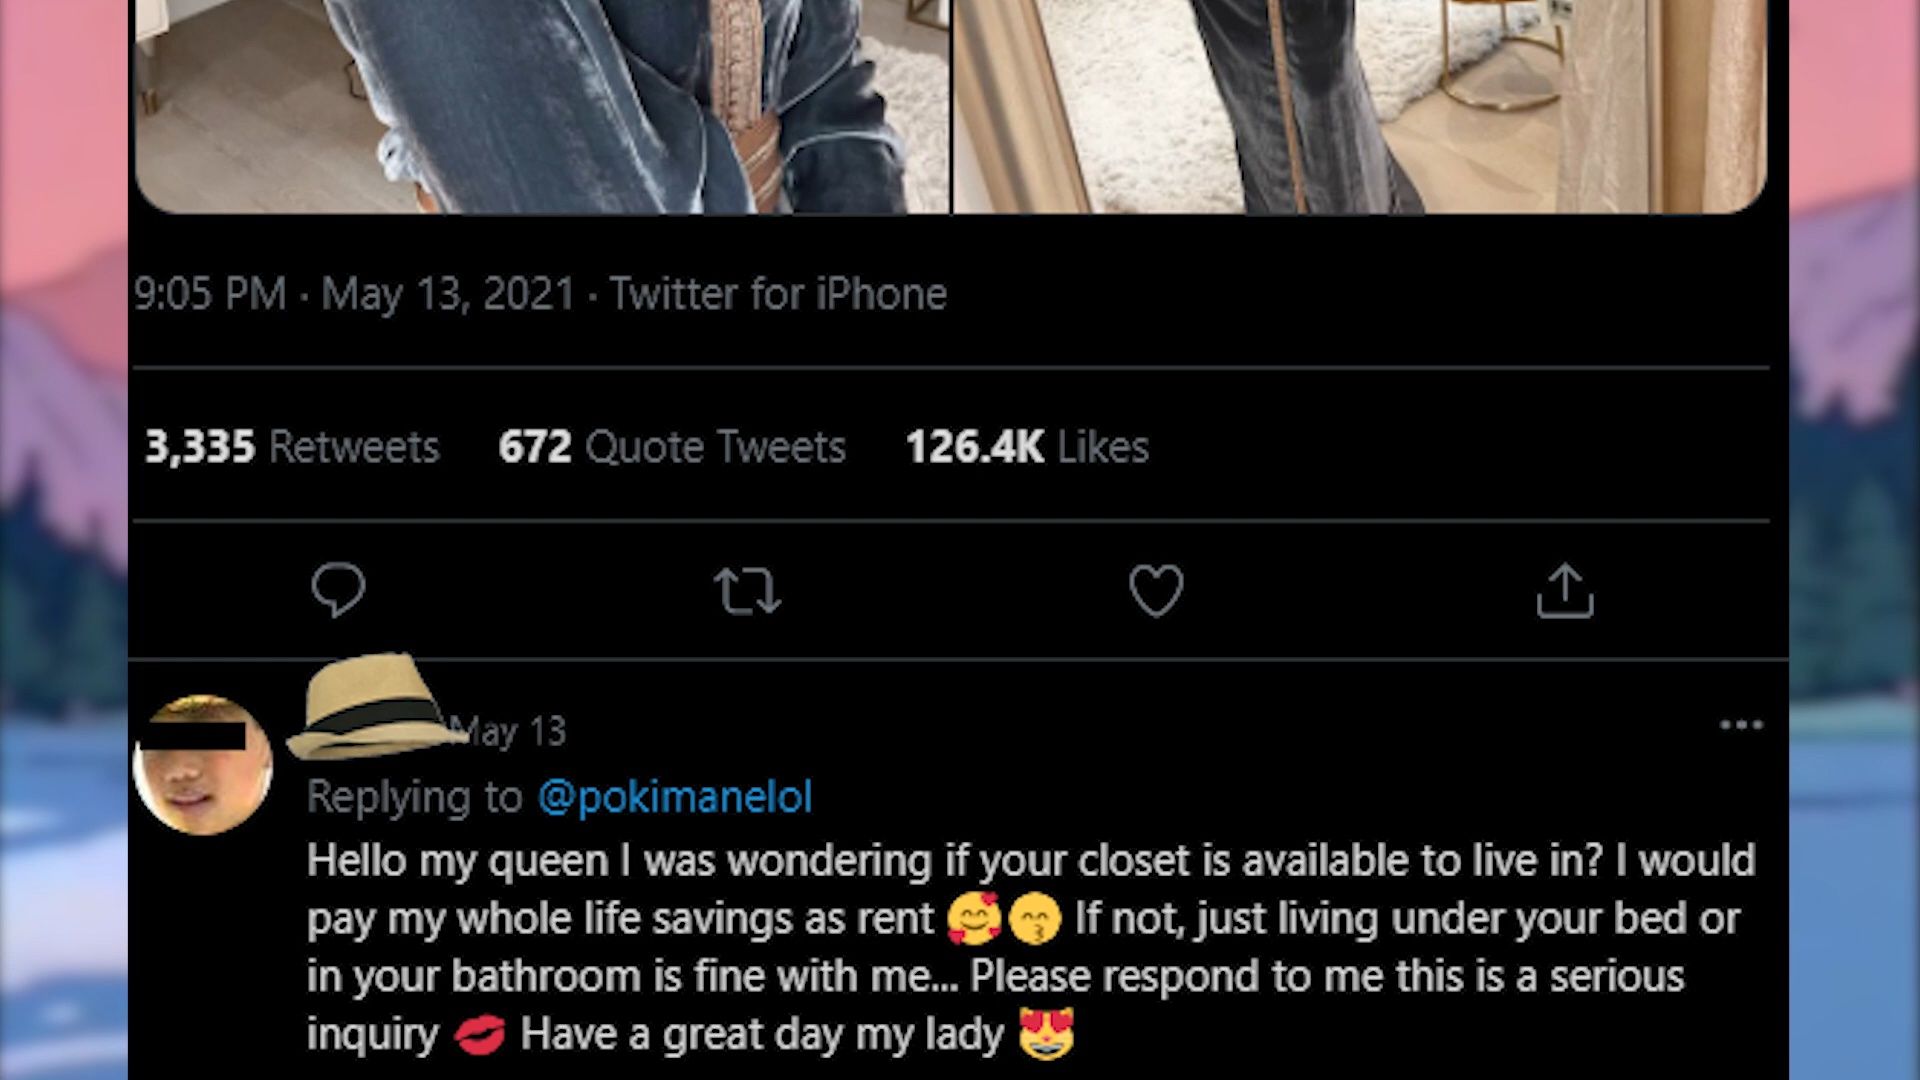 9:05 PM · May 13, 2021 · Twitter for iPhone
3,335 Retweets 672 Quote Tweets 126.4K Likes
May 13
Replying to @pokimanelol
Hello my queen I was wondering if your closet is available to live in? I would
pay my whole life savings as rent 🥰😙 If not, just living under your bed or
in your bathroom is fine with me... Please respond to me this is a serious
inquiry 💋 Have a great day my lady 😻